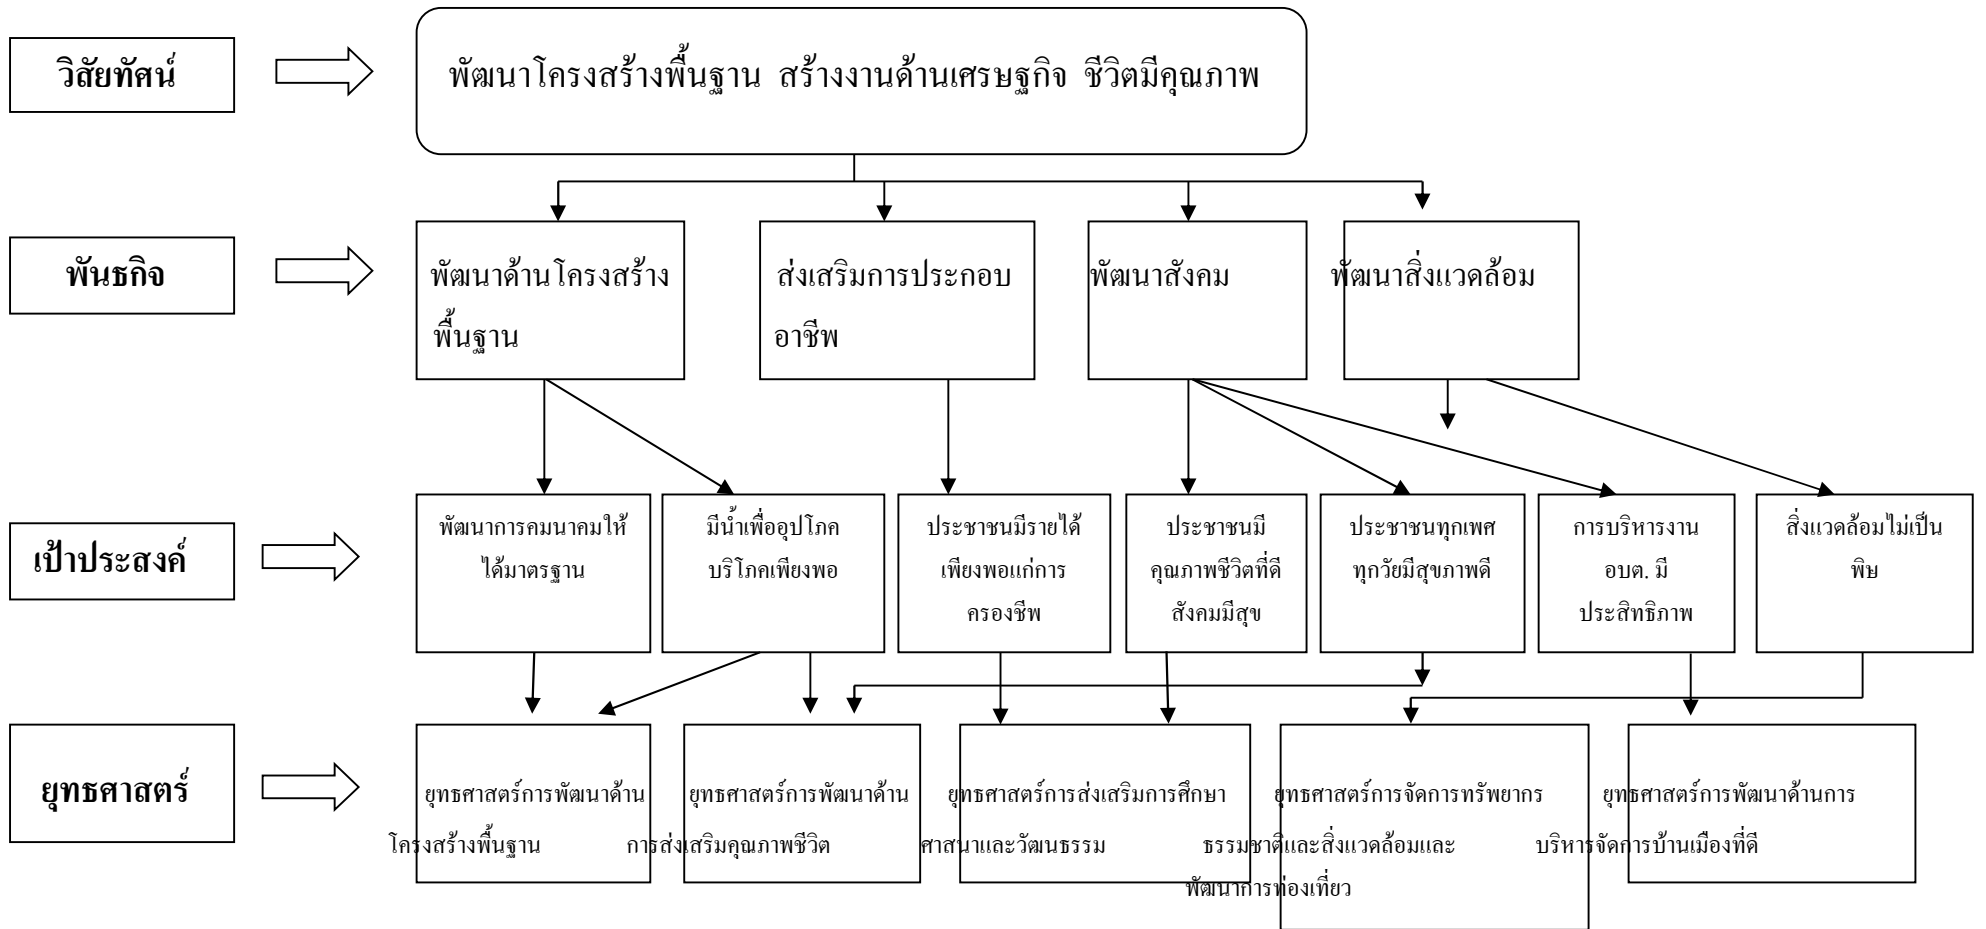 วิสัยทัศน์
พัฒนาโครงสร้างพื้นฐาน สร้างงานด้านเศรษฐกิจ ชีวิตมีคุณภาพ
พันธกิจ
พัฒนาด้านโครงสร้าง
พื้นฐาน
ส่งเสริมการประกอบ
อาชีพ
พัฒนาสังคม
พัฒนาสิ่งแวดล้อม
เป้าประสงค์
พัฒนาการคมนาคมให้
ได้มาตรฐาน
มีน้ำเพื่ออุปโภค
บริโภคเพียงพอ
ประชาชนมีรายได้
เพียงพอแก่การ
ครองชีพ
ประชาชนมี
คุณภาพชีวิตที่ดี
สังคมมีสุข
ประชาชนทุกเพศ
ทุกวัยมีสุขภาพดี
การบริหารงาน
อบต. มี
ประสิทธิภาพ
สิ่งแวดล้อมไม่เป็น
พิษ
ยุทธศาสตร์
ยุทธศาสตร์การพัฒนาด้าน
โครงสร้างพื้นฐาน
ยุทธศาสตร์การพัฒนาด้าน
การส่งเสริมคุณภาพชีวิต
ยุทธศาสตร์การส่งเสริมการศึกษา
ศาสนาและวัฒนธรรม
ยุทธศาสตร์การจัดการทรัพยากร
ธรรมชาติและสิ่งแวดล้อมและ
พัฒนาการท่องเที่ยว
ยุทธศาสตร์การพัฒนาด้านการ
บริหารจัดการบ้านเมืองที่ดี